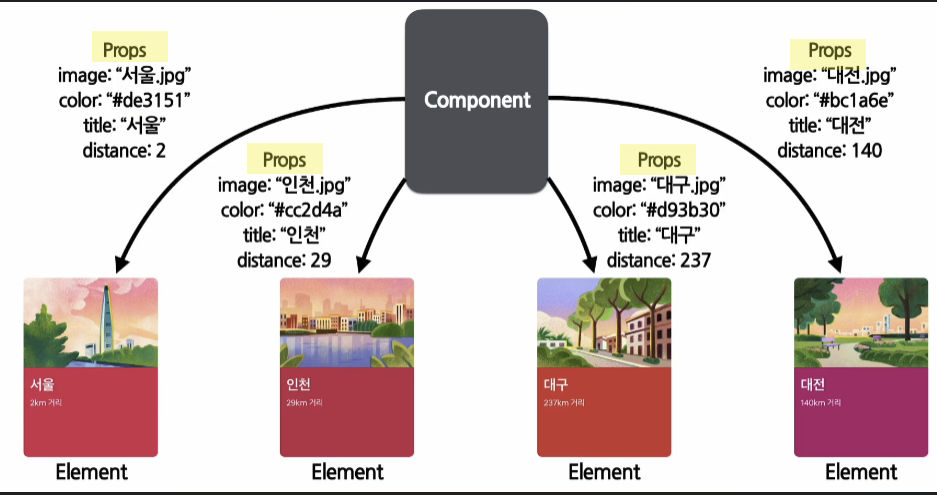 Component
Props
image: “서울.jpg”
color: “#de3151”
title: “서울”
distance: 2
Props
image: “인천.jpg”
color: “#cc2d4a”
title: “인천”
distance: 29
Props
image: “대구.jpg”
color: “#d93b30”
title: “대구”
distance: 237
Props
image: “대전.jpg”
color: “#bc1a6e”
title: “대전”
distance: 140
서울
2km 거리
Element
인천
29km 거리
Element
대구
237km 거리
Element
대전
140km 거리
Element